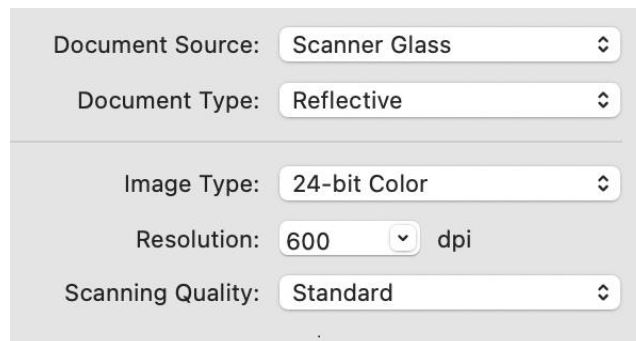 Document Source: Scanner Glass
Document Type: Reflective
Image Type: 24-bit Color
Resolution: 600 dpi
Scanning Quality: Standard